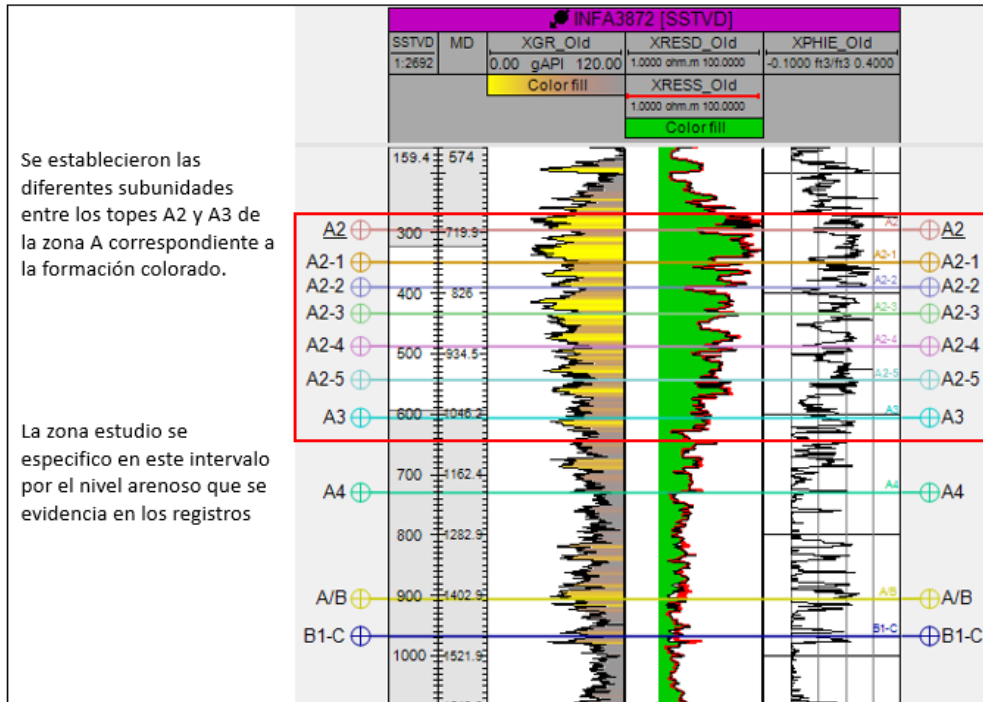 INFA3872 [SSTVD]
SSTVD MD XGR_Old XRESD_Old XPHIE_Old
1:2692 0.00 gAPI 120.00 1.0000 ohm.m 100.0000 -0.1000 ft3/ft3 0.4000
Color fill XRESS_Old
1.0000 ohm.m 100.0000
Color fill
Se establecieron las
diferentes subunidades
entre los topes A2 y A3 de
la zona A correspondiente a
la formación colorado.
La zona estudio se
especifico en este intervalo
por el nivel arenoso que se
evidencia en los registros
159.4 574
A2 300 719.9 A2 A2
A2-1 A2-1 A2-1
A2-2 A2-2 A2-2
400 826
A2-3 A2-3 A2-3
A2-4 A2-4 A2-4
500 934.5
A2-5 A2-5 A2-5
A3 600 1046.2 A3 A3
700 1162.4
A4 A4 A4
800 1282.9
A/B 900 1402.9 A/B A/B
B1-C B1-C B1-C
1000 1521.9